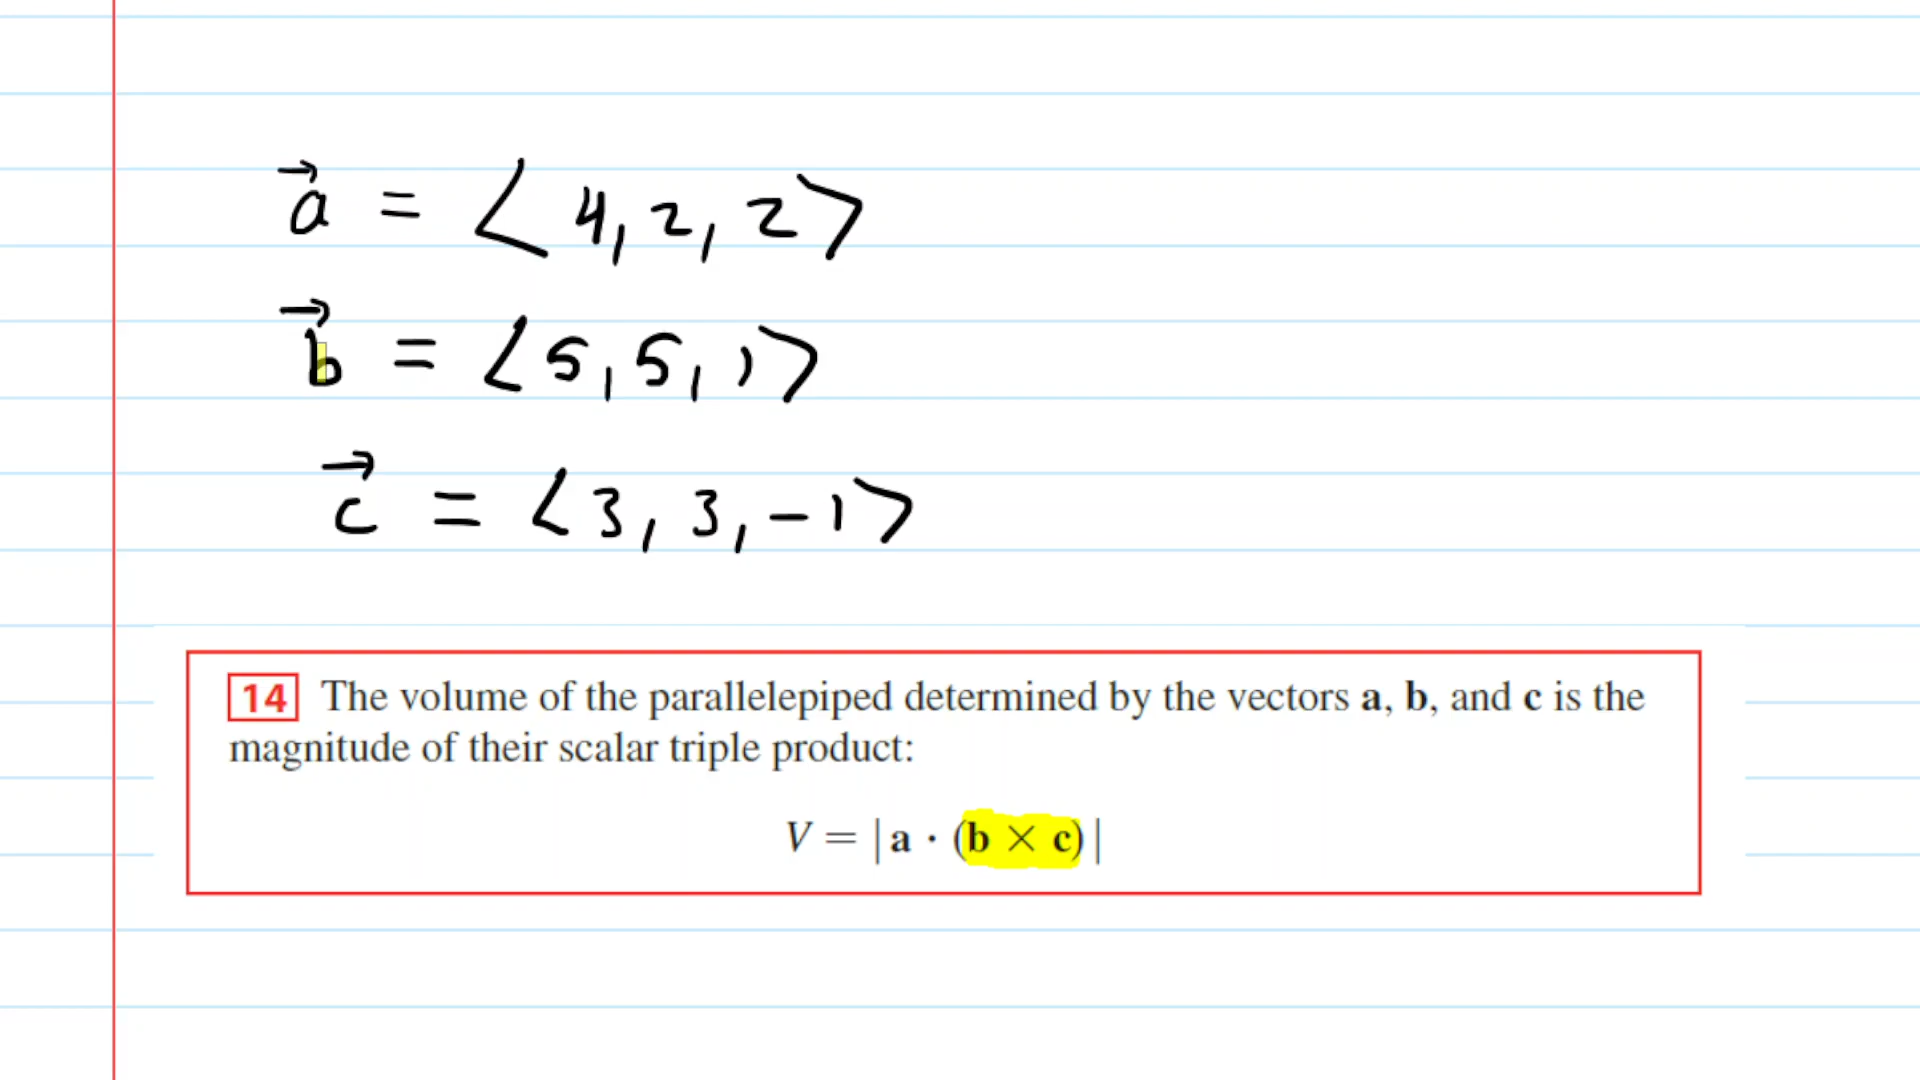 a⃗ = ⟨4, 2, 2⟩
b⃗ = ⟨5, 5, 1⟩
c⃗ = ⟨3, 3, -1⟩
14 The volume of the parallelepiped determined by the vectors a, b, and c is the
magnitude of their scalar triple product:
V = | a · (b × c) |